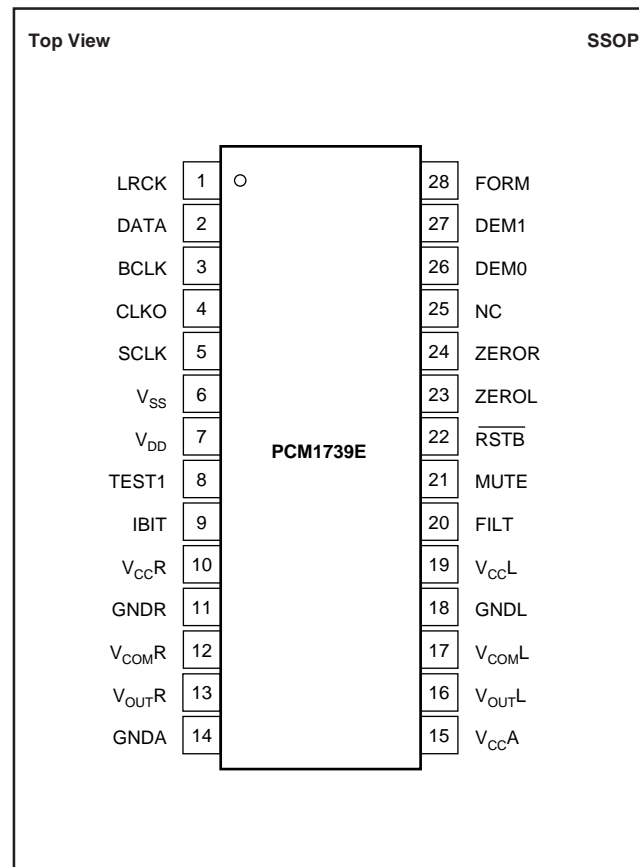 Top View SSOP
LRCK 1 28 FORM
DATA 2 27 DEM1
BCLK 3 26 DEM0
CLKO 4 25 NC
SCLK 5 24 ZEROR
VSS 6 23 ZEROL
VDD 7 22 RSTB
PCM1739E
TEST1 8 21 MUTE
IBIT 9 20 FILT
VCCR 10 19 VCCL
GNDR 11 18 GNDL
VCOMR 12 17 VCOML
VOUTR 13 16 VOUTL
GNDA 14 15 VCCA